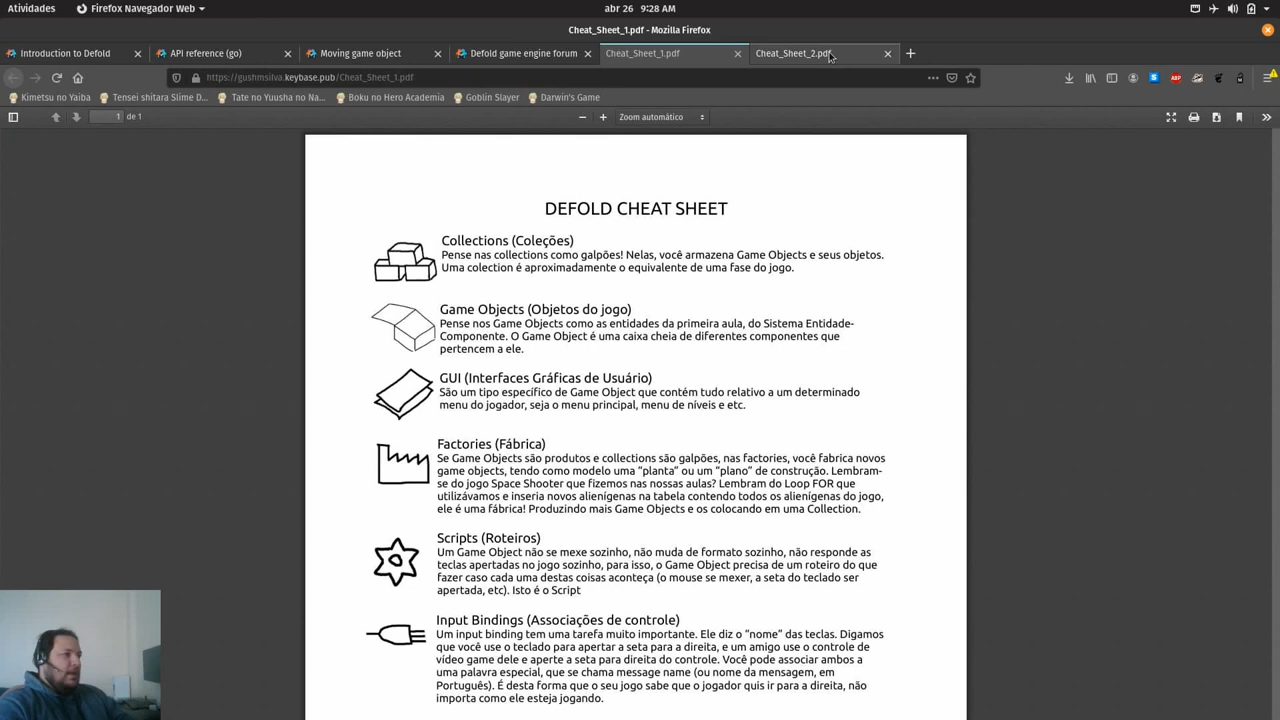 Atividades
Firefox Navegador Web
abr 26 9:28 AM
Cheat_Sheet_1.pdf - Mozilla Firefox
Introduction to Defold
API reference (go)
Moving game object
Defold game engine forum
Cheat_Sheet_1.pdf
Cheat_Sheet_2.pdf
https://gushmsilva.keybase.pub/Cheat_Sheet_1.pdf
Kimetsu no Yaiba
Tensei shitara Slime D...
Tate no Yuusha no Na...
Boku no Hero Academia
Goblin Slayer
Darwin's Game
1 de 1
Zoom automático
DEFOLD CHEAT SHEET
Collections (Coleções)
Pense nas collections como galpões! Nelas, você armazena Game Objects e seus objetos.
Uma colection é aproximadamente o equivalente de uma fase do jogo.
Game Objects (Objetos do jogo)
Pense nos Game Objects como as entidades da primeira aula, do Sistema Entidade-
Componente. O Game Object é uma caixa cheia de diferentes componentes que
pertencem a ele.
GUI (Interfaces Gráficas de Usuário)
São um tipo específico de Game Object que contém tudo relativo a um determinado
menu do jogador, seja o menu principal, menu de níveis e etc.
Factories (Fábrica)
Se Game Objects são produtos e collections são galpões, nas factories, você fabrica novos
game objects, tendo como modelo uma “planta” ou um “plano” de construção. Lembram-
se do jogo Space Shooter que fizemos nas nossas aulas? Lembram do Loop FOR que
utilizávamos e inseria novos alienígenas na tabela contendo todos os alienígenas do jogo,
ele é uma fábrica! Produzindo mais Game Objects e os colocando em uma Collection.
Scripts (Roteiros)
Um Game Object não se mexe sozinho, não muda de formato sozinho, não responde as
teclas apertadas no jogo sozinho, para isso, o Game Object precisa de um roteiro do que
fazer caso cada uma destas coisas aconteça (o mouse se mexer, a seta do teclado ser
apertada, etc). Isto é o Script
Input Bindings (Associações de controle)
Um input binding tem uma tarefa muito importante. Ele diz o “nome” das teclas. Digamos
que você use o teclado para apertar a seta para a direita, e um amigo use o controle de
vídeo game dele e aperte a seta para direita do controle. Você pode associar ambos a
uma palavra especial, que se chama message name (ou nome da mensagem, em
Português). É desta forma que o seu jogo sabe que o jogador quis ir para a direita, não
importa como ele esteja jogando.